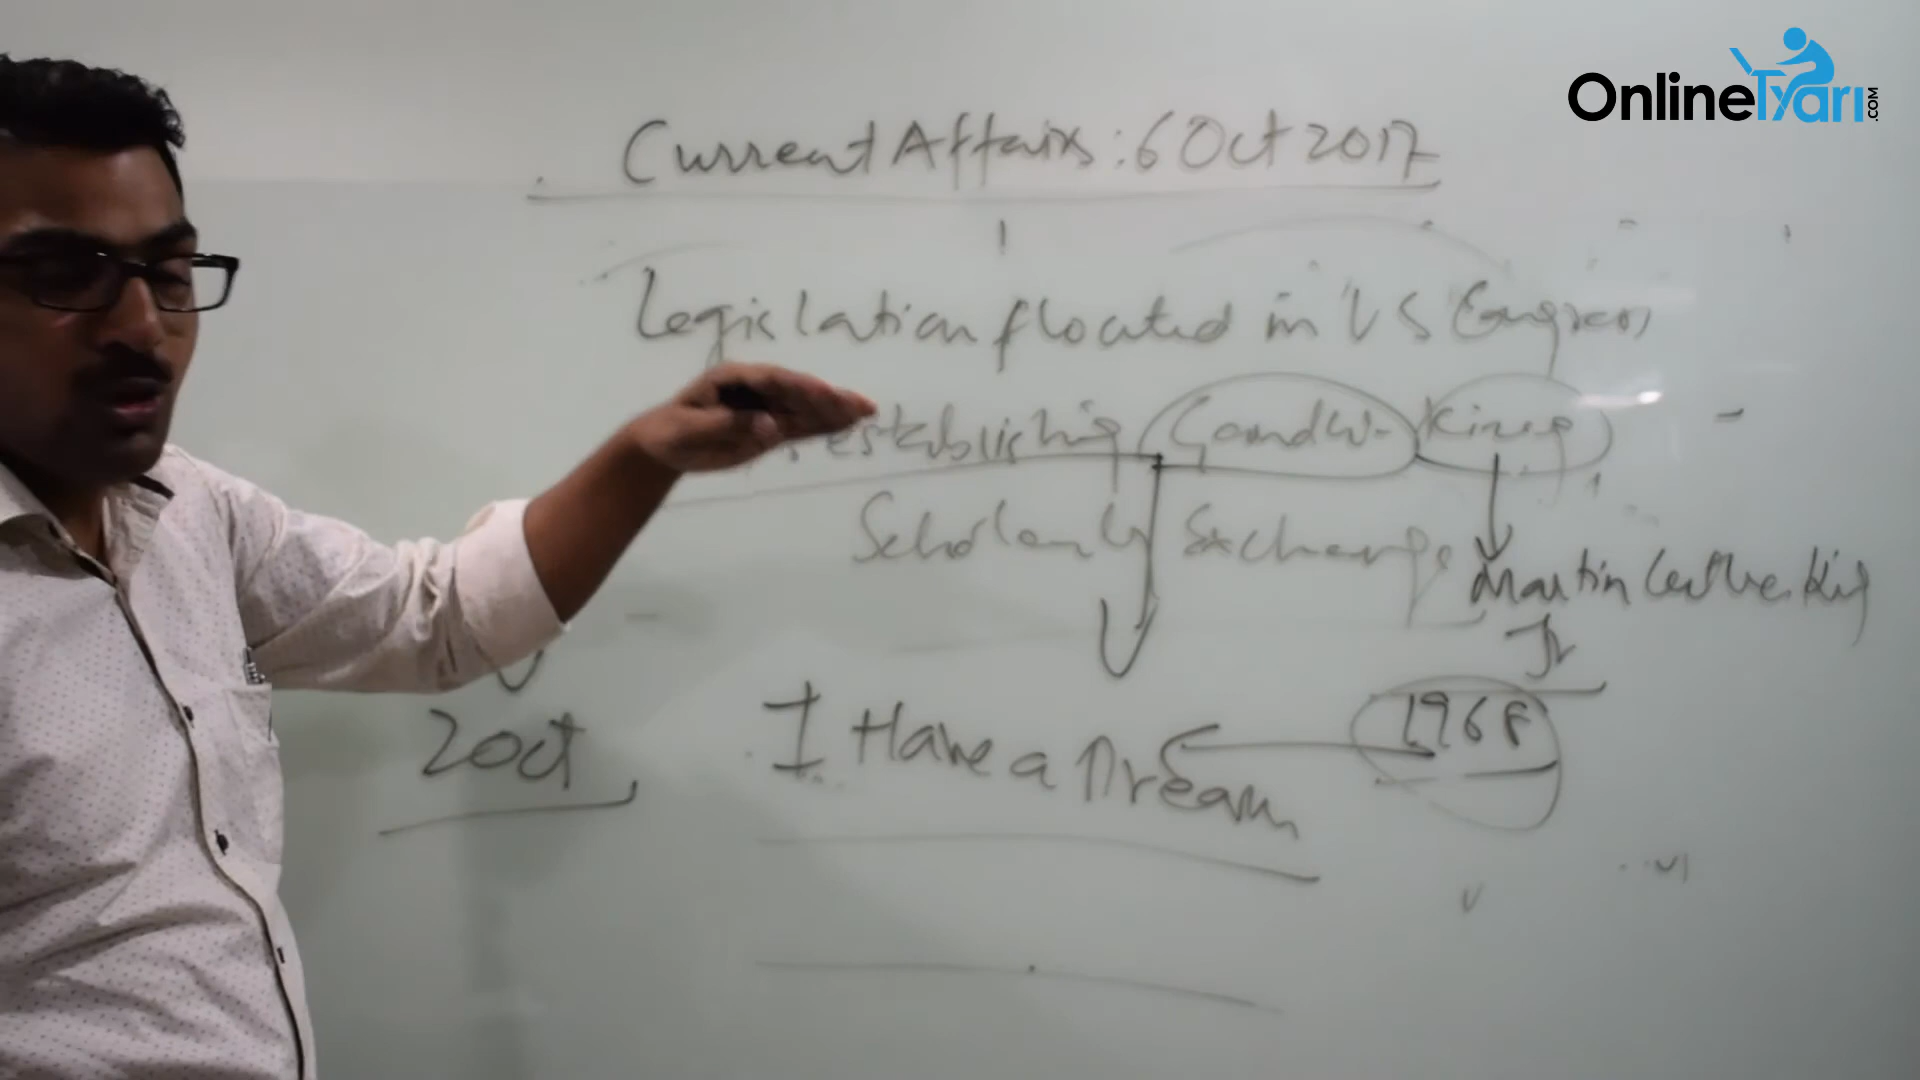 OnlineTyari.COM
Current Affairs: 6 Oct 2017
Legislation floated in US Congress
establishing Gandhi-King
Scholarly Exchange
Martin Luther King
Jr
1968
2 Oct
I Have a Dream